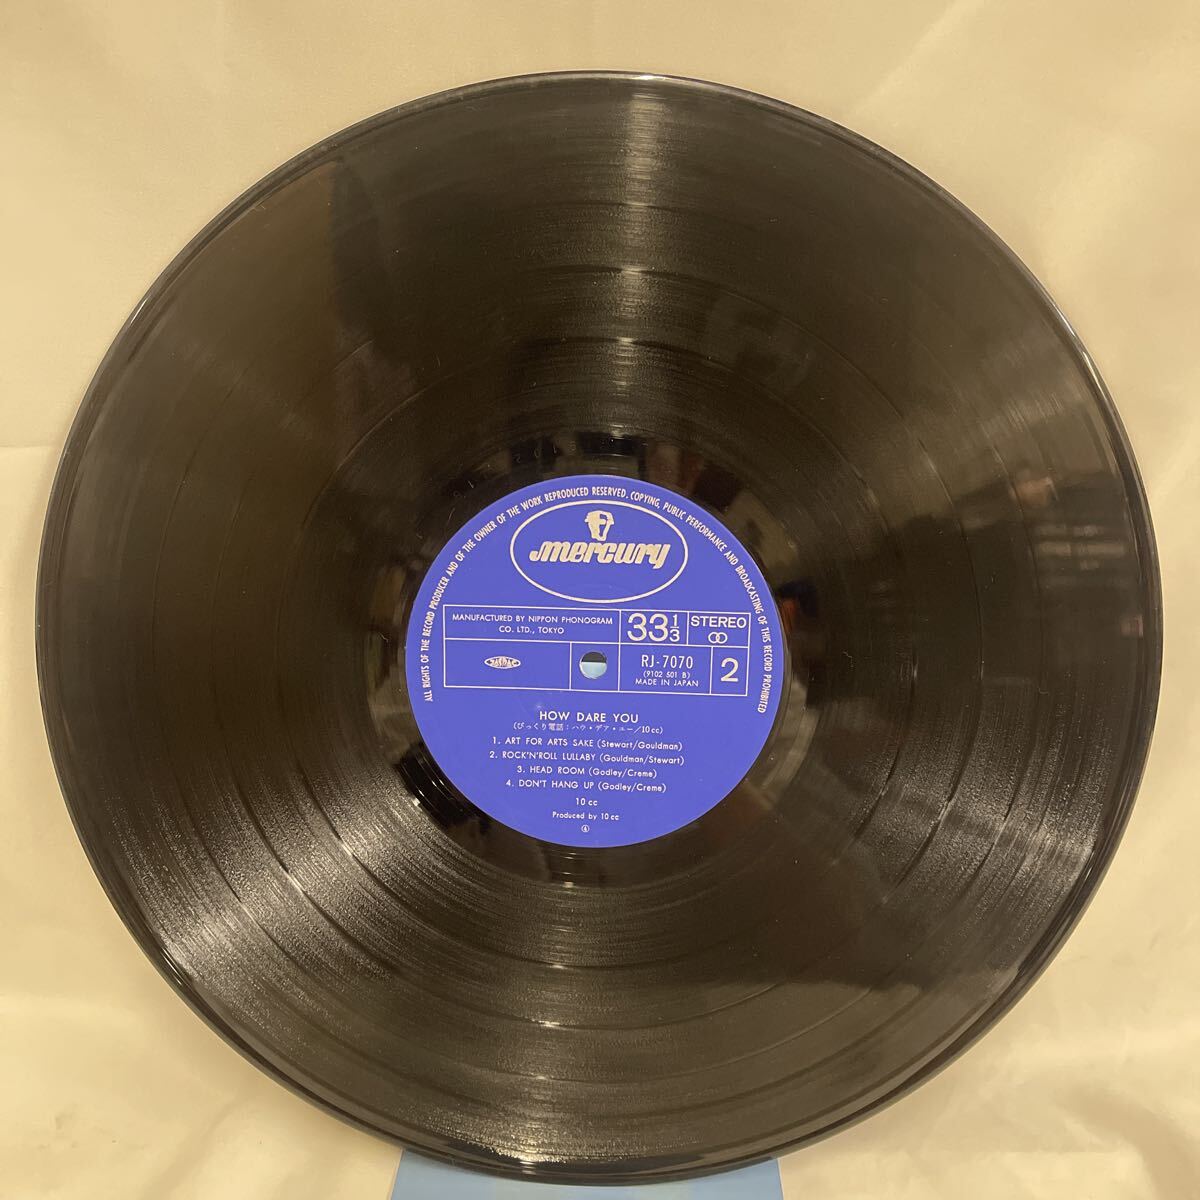 ALL RIGHTS OF THE RECORD PRODUCER AND OF THE OWNER OF THE WORK REPRODUCED RESERVED. COPYING, PUBLIC PERFORMANCE AND BROADCASTING OF THIS RECORD PROHIBITED
mercury
MANUFACTURED BY NIPPON PHONOGRAM
CO. LTD., TOKYO
33 1/3
STEREO
RJ-7070
(9102 501 B)
MADE IN JAPAN
2
HOW DARE YOU
(びっくり電話:ハウ・デア・ユー/10cc)
1. ART FOR ARTS SAKE (Stewart/Gouldman)
2. ROCK'N'ROLL LULLABY (Gouldman/Stewart)
3. HEAD ROOM (Godley/Creme)
4. DON'T HANG UP (Godley/Creme)
10 cc
Produced by 10 cc